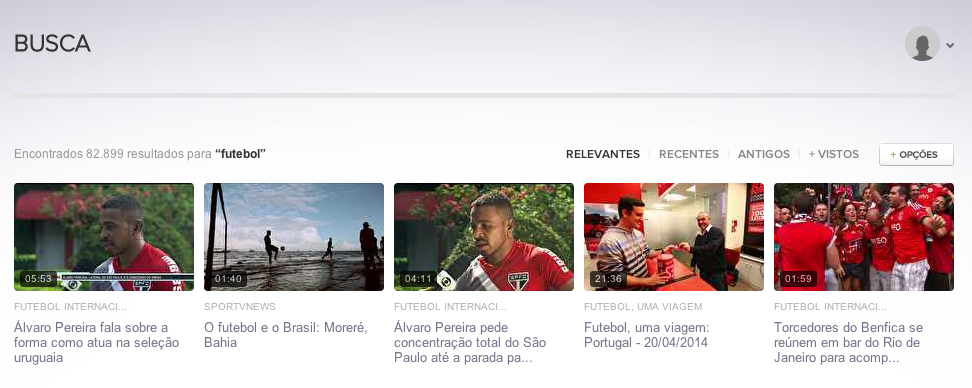 BUSCA
Encontrados 82.899 resultados para “futebol”
RELEVANTES
RECENTES
ANTIGOS
+ VISTOS
+ OPÇÕES
05:53
SPFC
FUTEBOL INTERNACI...
Álvaro Pereira fala sobre a
forma como atua na seleção
uruguaia
01:40
SPORTVNEWS
O futebol e o Brasil: Moreré,
Bahia
04:11
SPFC
FUTEBOL INTERNACI...
Álvaro Pereira pede
concentração total do São
Paulo até a parada pa...
21:36
FUTEBOL, UMA VIAGEM
Futebol, uma viagem:
Portugal - 20/04/2014
01:59
FUTEBOL INTERNACI...
Torcedores do Benfica se
reúnem em bar do Rio de
Janeiro para acomp...